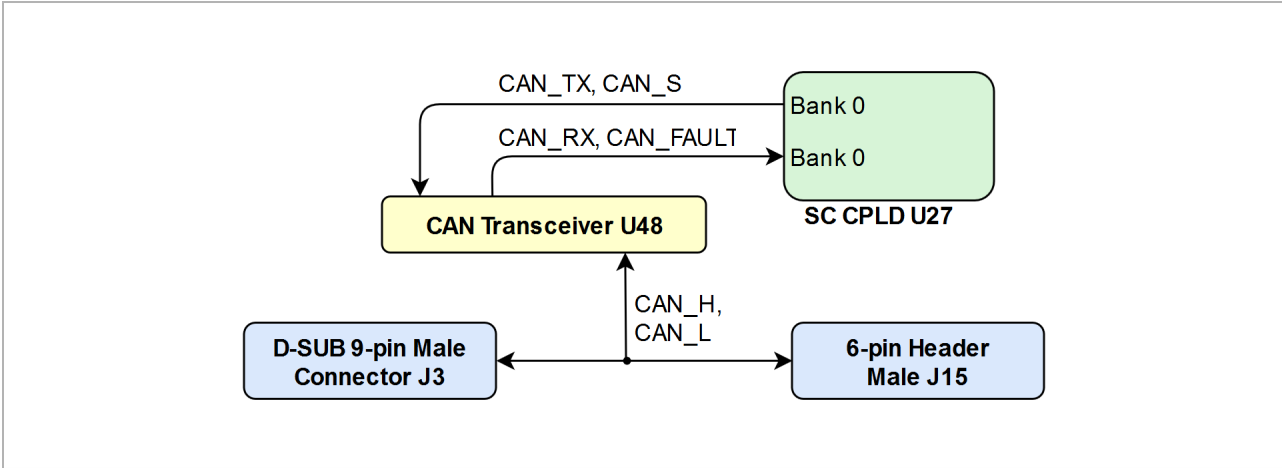 CAN_TX, CAN_S
Bank 0
CAN_RX, CAN_FAULT
Bank 0
SC CPLD U27
CAN Transceiver U48
CAN_H,
CAN_L
D-SUB 9-pin Male
Connector J3
6-pin Header
Male J15